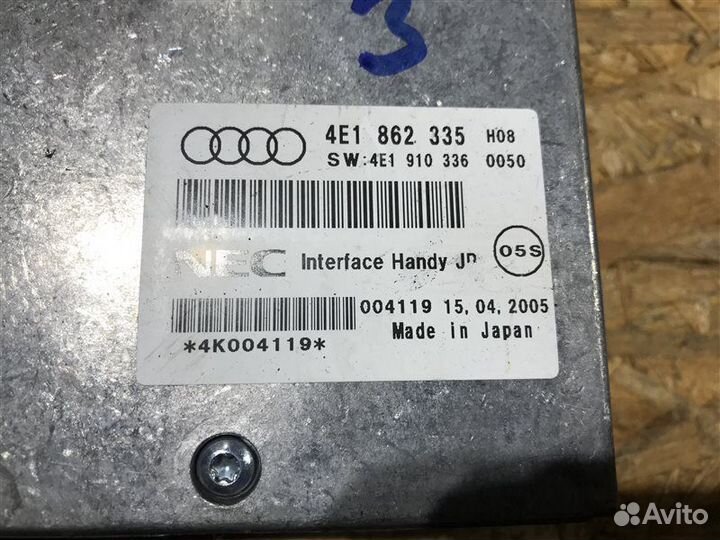 3
4E1 862 335 H08
SW:4E1 910 336 0050
NEC Interface Handy JP 05S
004119 15.04.2005
*4K004119* Made in Japan
Avito